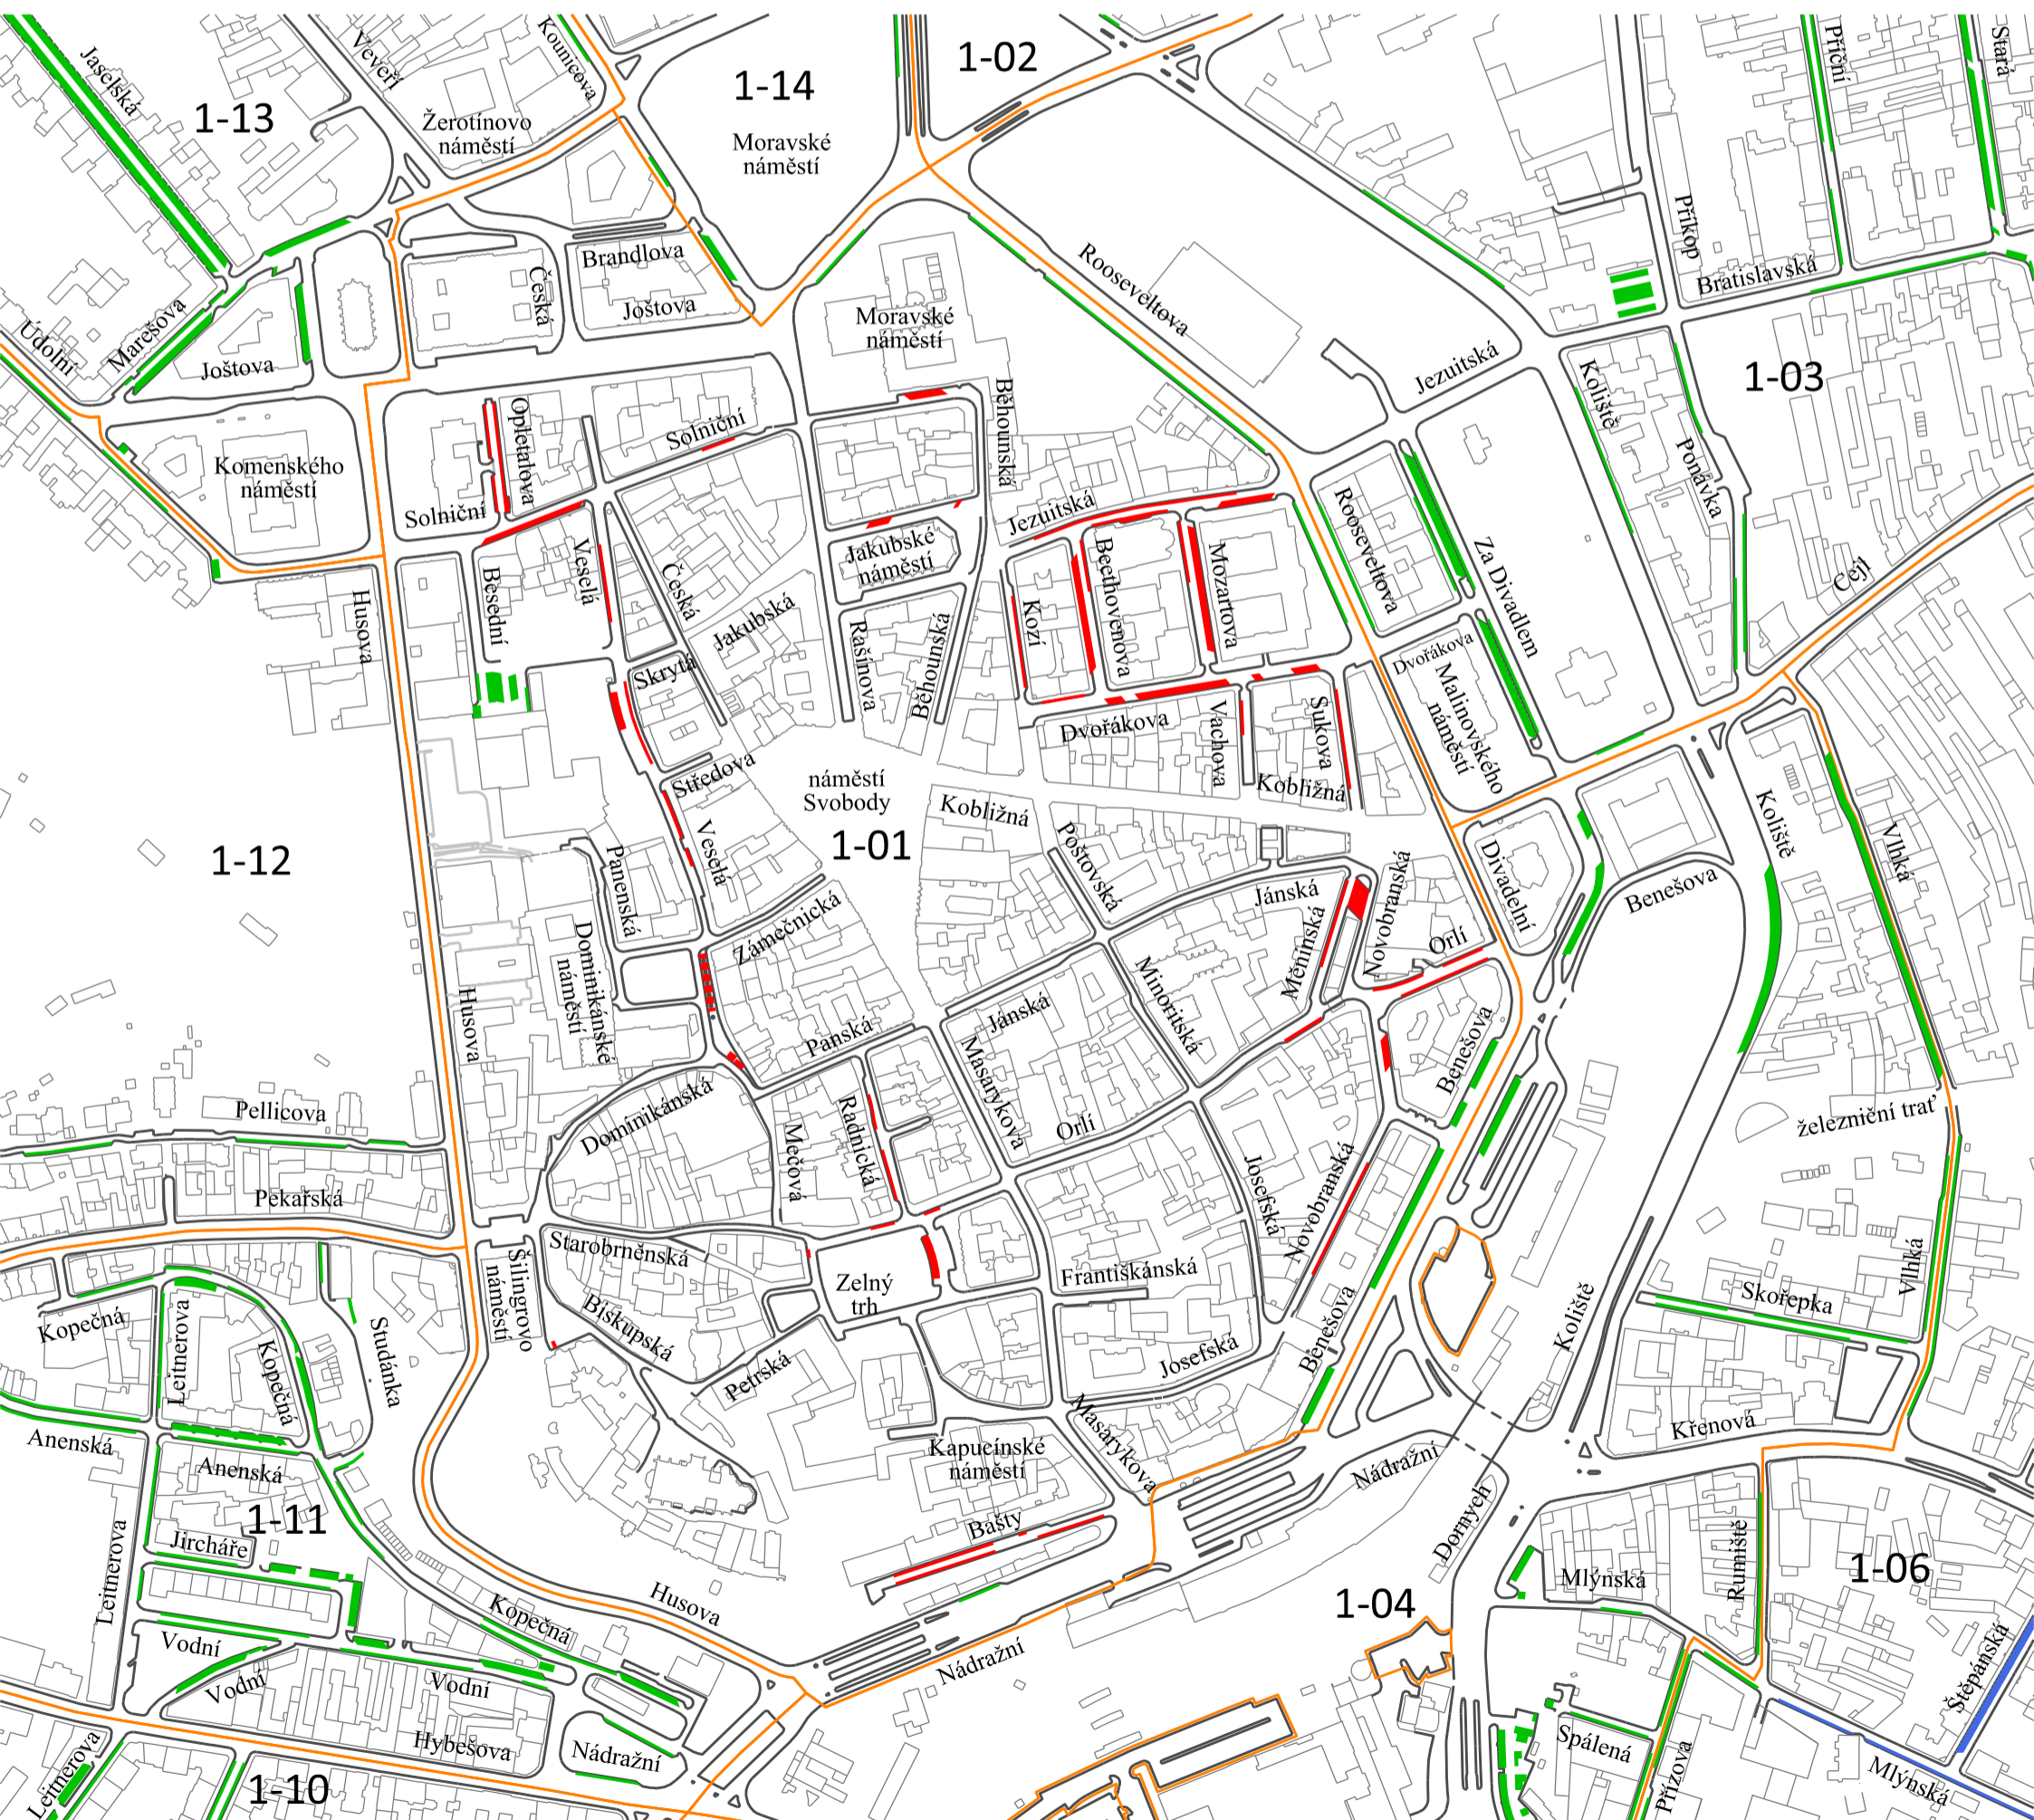 Jaselská
1-13
Veveří
Žerotínovo
náměstí
Kounicova
1-14
Moravské
náměstí
1-02
Příční
Stará
Příkop
Bratislavská
Brandlova
Česká
Joštova
Moravské
náměstí
Rooseveltova
Údolní
Marešova
Joštova
Jezuitská
Koliště
1-03
Ponávka
Komenského
náměstí
Opletalova
Solniční
Solniční
Běhounská
Jezuitská
Rooseveltova
Za Divadlem
Cejl
Husova
Besední
Veselá
Česká
Jakubská
Jakubské
náměstí
Rašínova
Běhounská
Kozí
Beethovenova
Mozartova
Dvořákova
Malinovského
náměstí
Skrytá
Dvořákova
Vachova
Sukova
Kobližná
Středova
náměstí
Svobody
1-01
Kobližná
Koliště
Vlhká
1-12
Veselá
Panenská
Poštovská
Jánská
Měnínská
Novobranská
Orlí
Divadelní
Benešova
Zámečnická
Dominikánské
náměstí
Husova
Panská
Jánská
Minoritská
Masarykova
Benešova
Pellicova
Dominikánská
Radnická
Mečová
Orlí
Josefská
Novobranská
železniční trať
Pekařská
Šilingrovo
náměstí
Starobrněnská
Biskupská
Petrská
Zelný
trh
Františkánská
Josefská
Benešova
Koliště
Skořepka
Vlhká
Kopečná
Leitnerova
Kopečná
Studánka
Křenová
Anenská
Anenská
1-11
Kapucínské
náměstí
Masarykova
Nádražní
Dornych
Bašty
Jircháře
Leitnerova
Husova
Kopečná
Nádražní
1-04
Mlýnská
Rumiště
1-06
Štěpánská
Vodní
Vodní
Vodní
Hybešova
Nádražní
Leitnerova
1-10
Spálená
Přízova
Mlýnská